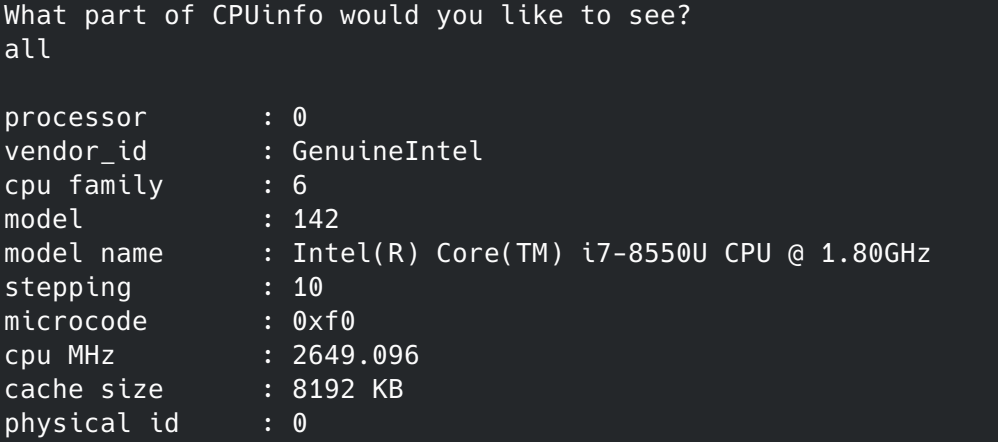 What part of CPUinfo would you like to see?
all
processor : 0
vendor_id : GenuineIntel
cpu family : 6
model : 142
model name : Intel(R) Core(TM) i7-8550U CPU @ 1.80GHz
stepping : 10
microcode : 0xf0
cpu MHz : 2649.096
cache size : 8192 KB
physical id : 0